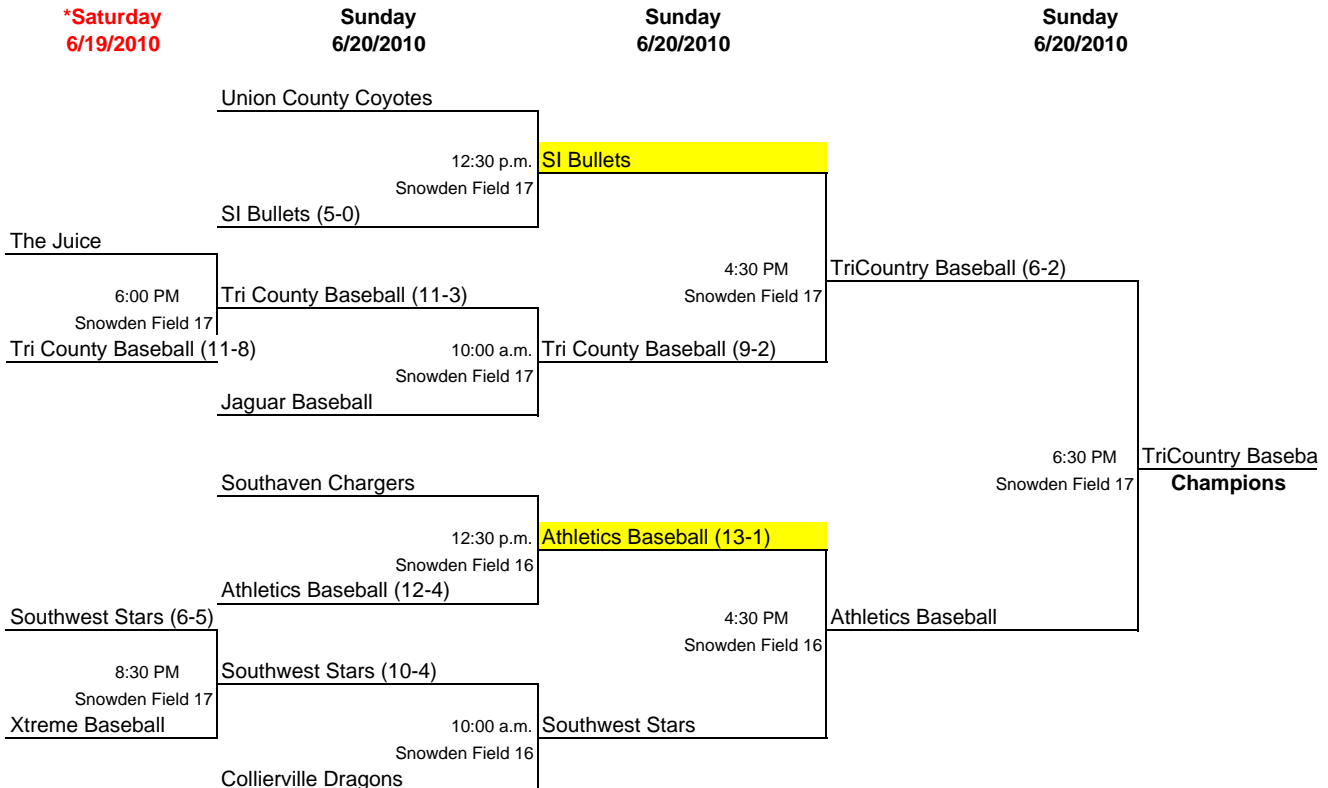 *Saturday Sunday Sunday Sunday
6/19/2010 6/20/2010 6/20/2010 6/20/2010
Union County Coyotes
12:30 p.m. SI Bullets
Snowden Field 17
SI Bullets (5-0)
The Juice
4:30 PM TriCountry Baseball (6-2)
6:00 PM Tri County Baseball (11-3) Snowden Field 17
Snowden Field 17
Tri County Baseball (11-8) 10:00 a.m. Tri County Baseball (9-2)
Snowden Field 17
Jaguar Baseball
6:30 PM TriCountry Baseba
Southaven Chargers Snowden Field 17 Champions
12:30 p.m. Athletics Baseball (13-1)
Snowden Field 16
Athletics Baseball (12-4)
Southwest Stars (6-5) 4:30 PM Athletics Baseball
Snowden Field 16
8:30 PM Southwest Stars (10-4)
Snowden Field 17
Xtreme Baseball 10:00 a.m. Southwest Stars
Snowden Field 16
Collierville Dragons